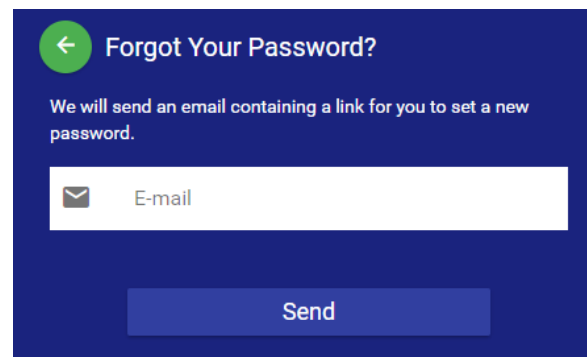 Forgot Your Password?
We will send an email containing a link for you to set a new
password.
E-mail
Send